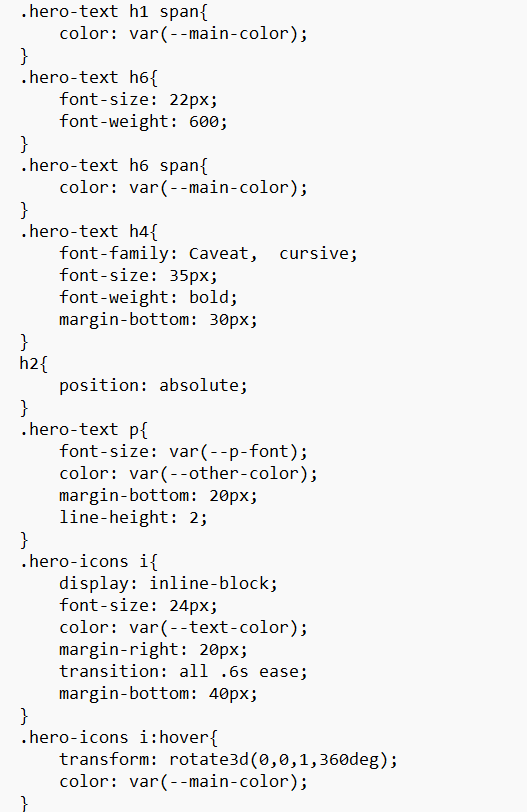 .hero-text h1 span{
    color: var(--main-color);
}
.hero-text h6{
    font-size: 22px;
    font-weight: 600;
}
.hero-text h6 span{
    color: var(--main-color);
}
.hero-text h4{
    font-family: Caveat,  cursive;
    font-size: 35px;
    font-weight: bold;
    margin-bottom: 30px;
}
h2{
    position: absolute;
}
.hero-text p{
    font-size: var(--p-font);
    color: var(--other-color);
    margin-bottom: 20px;
    line-height: 2;
}
.hero-icons i{
    display: inline-block;
    font-size: 24px;
    color: var(--text-color);
    margin-right: 20px;
    transition: all .6s ease;
    margin-bottom: 40px;
}
.hero-icons i:hover{
    transform: rotate3d(0,0,1,360deg);
    color: var(--main-color);
}